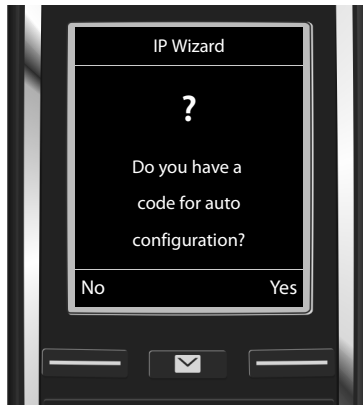 IP Wizard
?
Do you have a
code for auto
configuration?
No Yes